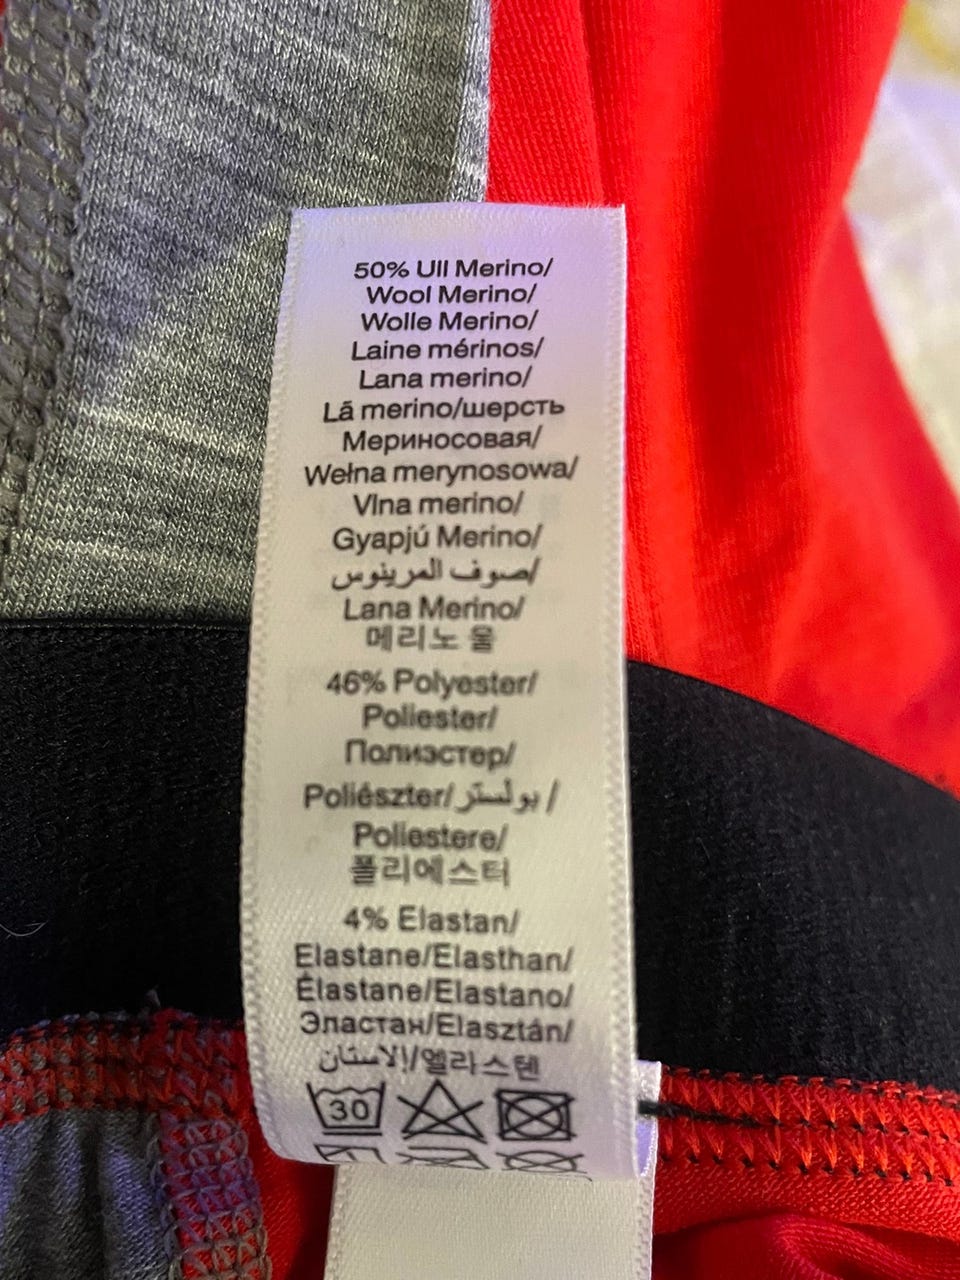 50% Ull Merino/
Wool Merino/
Wolle Merino/
Laine mérinos/
Lana merino/
Lã merino/шерсть
Мериносовая/
Wełna merynosowa/
Vlna merino/
Gyapjú Merino/
صوف المرينوس/
Lana Merino/
메리노 울
46% Polyester/
Poliester/
Полиэстер/
Poliészter/بولستر/
Poliestere/
폴리에스터
4% Elastan/
Elastane/Elasthan/
Élastane/Elastano/
Эластан/Elasztán/
الاستان/엘라스텐
30